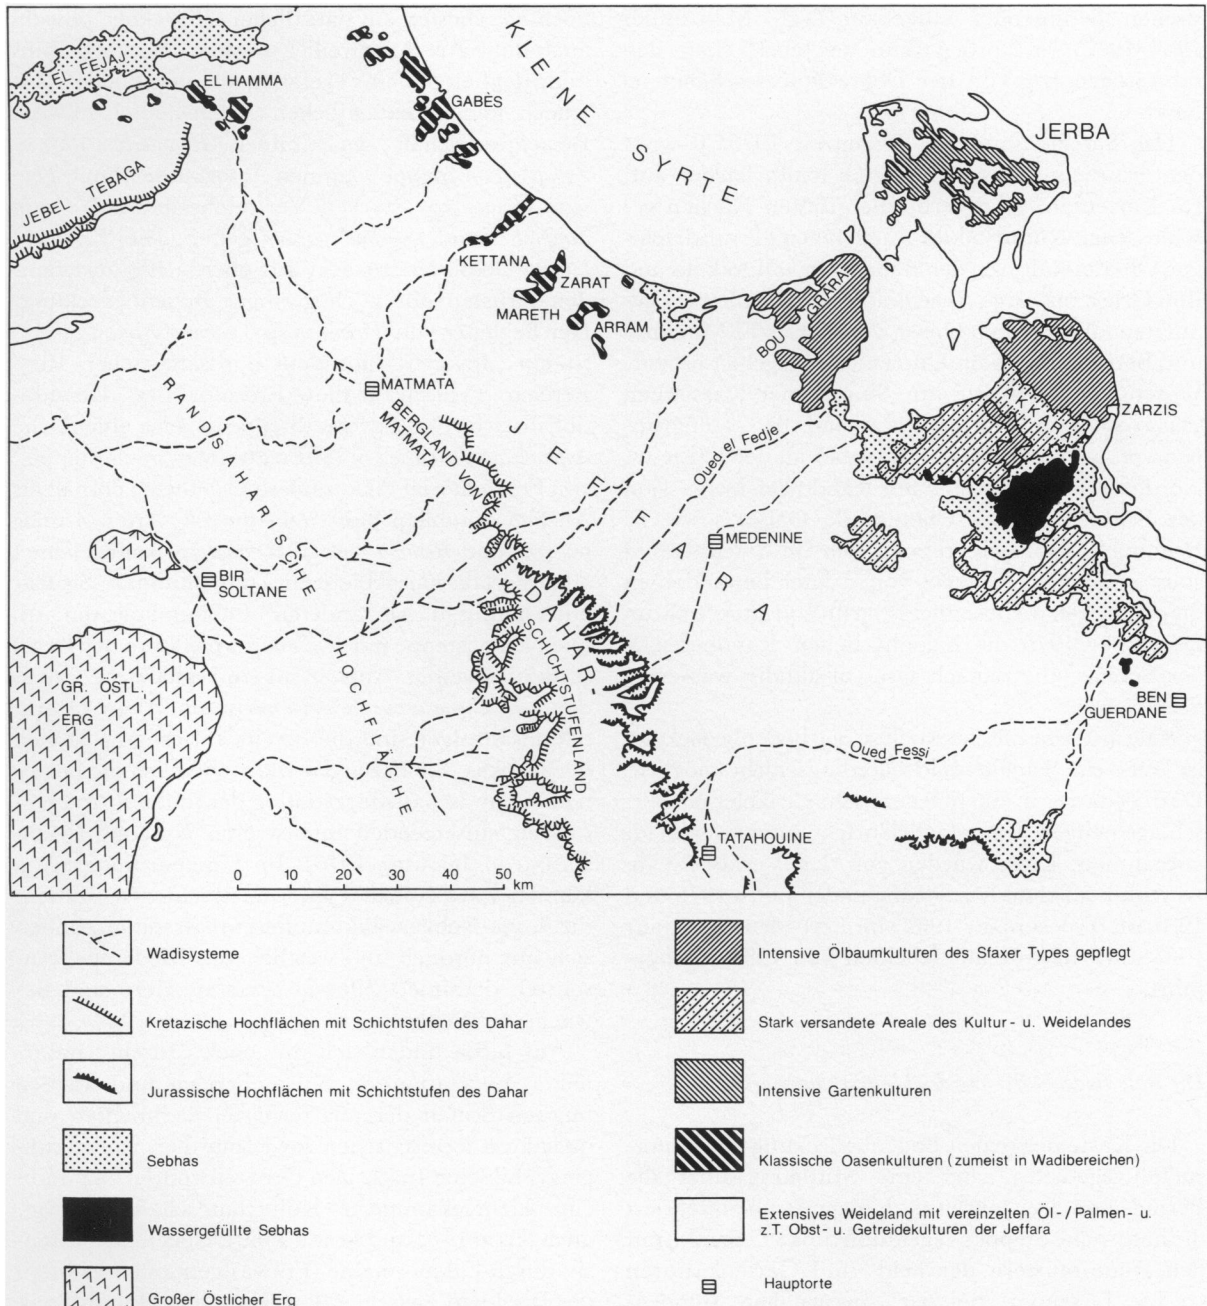 KLEINE
SYRTE
EL FEJAJ
EL HAMMA
GABÈS
JERBA
JEBEL TEBAGA
KETTANA
ZARAT
MARETH
ARRAM
BOU GRARA
AKKARA
ZARZIS
MATMATA
BERGLAND VON
MATMATA
JEFFARA
Oued el Fedje
RANDLS DAHARSCHE
HOCHFLÄCHE
MEDENINE
BIR
SOLTANE
DAHAR-
SCHICHTSTUFENLAND
GR. ÖSTL.
ERG
BEN
GUERDANE
Oued Fessi
TATAHOUINE
0 10 20 30 40 50
km
Wadisysteme
Kretazische Hochflächen mit Schichtstufen des Dahar
Jurassische Hochflächen mit Schichtstufen des Dahar
Sebhas
Wassergefüllte Sebhas
Großer Östlicher Erg
Intensive Ölbaumkulturen des Sfaxer Types gepflegt
Stark versandete Areale des Kultur- u. Weidelandes
Intensive Gartenkulturen
Klassische Oasenkulturen (zumeist in Wadibereichen)
Extensives Weideland mit vereinzelten Öl-/Palmen- u.
z.T. Obst- u. Getreidekulturen der Jeffara
Hauptorte